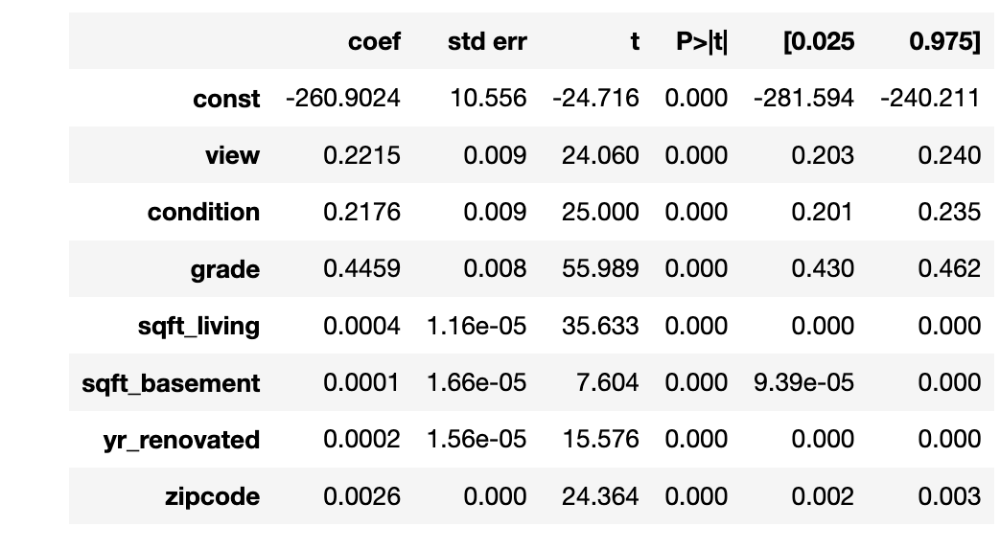 coef std err t P>|t| [0.025 0.975]
const -260.9024 10.556 -24.716 0.000 -281.594 -240.211
view 0.2215 0.009 24.060 0.000 0.203 0.240
condition 0.2176 0.009 25.000 0.000 0.201 0.235
grade 0.4459 0.008 55.989 0.000 0.430 0.462
sqft_living 0.0004 1.16e-05 35.633 0.000 0.000 0.000
sqft_basement 0.0001 1.66e-05 7.604 0.000 9.39e-05 0.000
yr_renovated 0.0002 1.56e-05 15.576 0.000 0.000 0.000
zipcode 0.0026 0.000 24.364 0.000 0.002 0.003